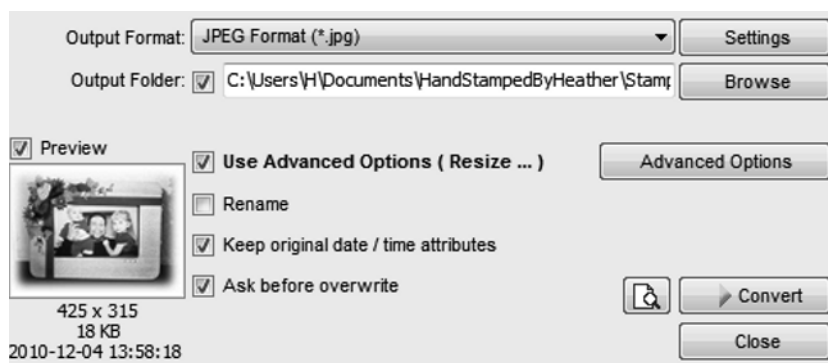 Output Format: JPEG Format (*.jpg) Settings
Output Folder: C:\Users\H\Documents\HandStampedByHeather\Stamp Browse
Preview
Use Advanced Options ( Resize ... ) Advanced Options
Rename
Keep original date / time attributes
Ask before overwrite
425 x 315
18 KB
2010-12-04 13:58:18
Convert
Close